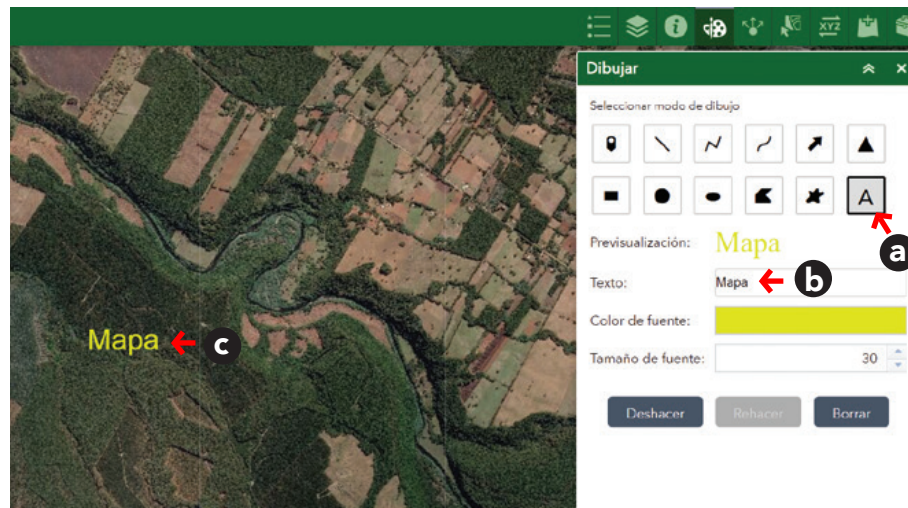 XYZ
Dibujar
Seleccionar modo de dibujo
A
a
Previsualización: Mapa
Texto: Mapa b
Color de fuente:
Mapa c
Tamaño de fuente: 30
Deshacer Rehacer Borrar